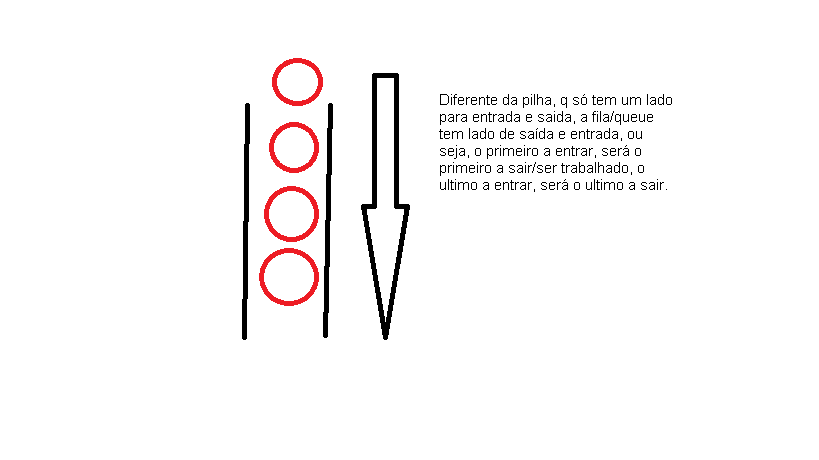 Diferente da pilha, q só tem um lado
para entrada e saida, a fila/queue
tem lado de saída e entrada, ou
seja, o primeiro a entrar, será o
primeiro a sair/ser trabalhado, o
ultimo a entrar, será o ultimo a sair.